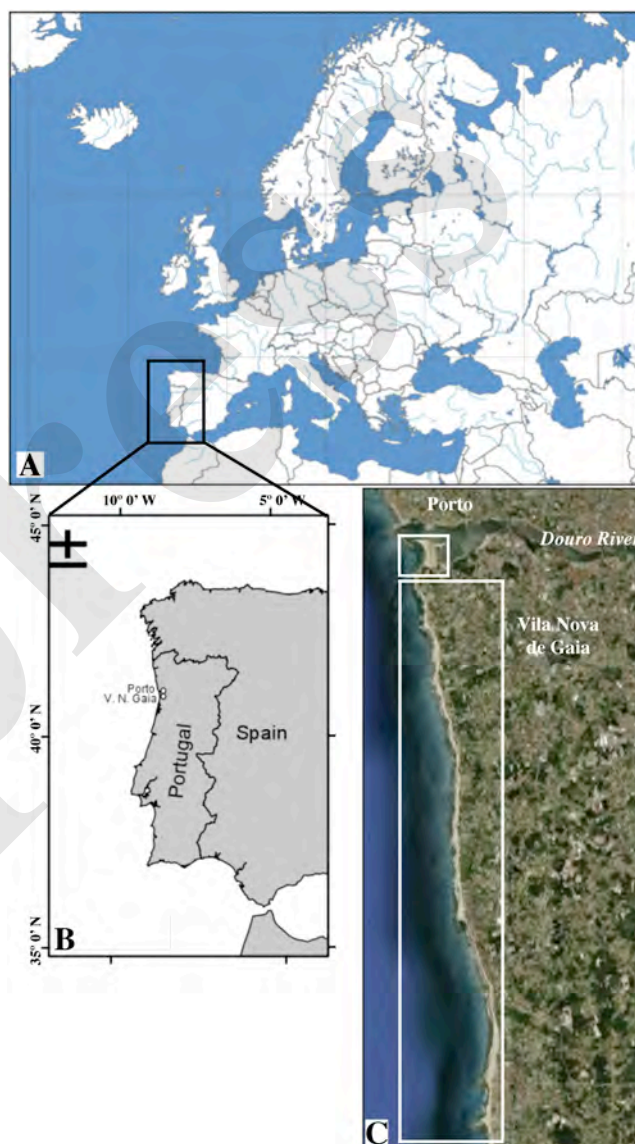 A
10° 0' W 5° 0' W
45° 0' N
Porto
V. N. Gaia
40° 0' N
Portugal
Spain
35° 0' N
B
Porto
Douro River
Vila Nova
de Gaia
C